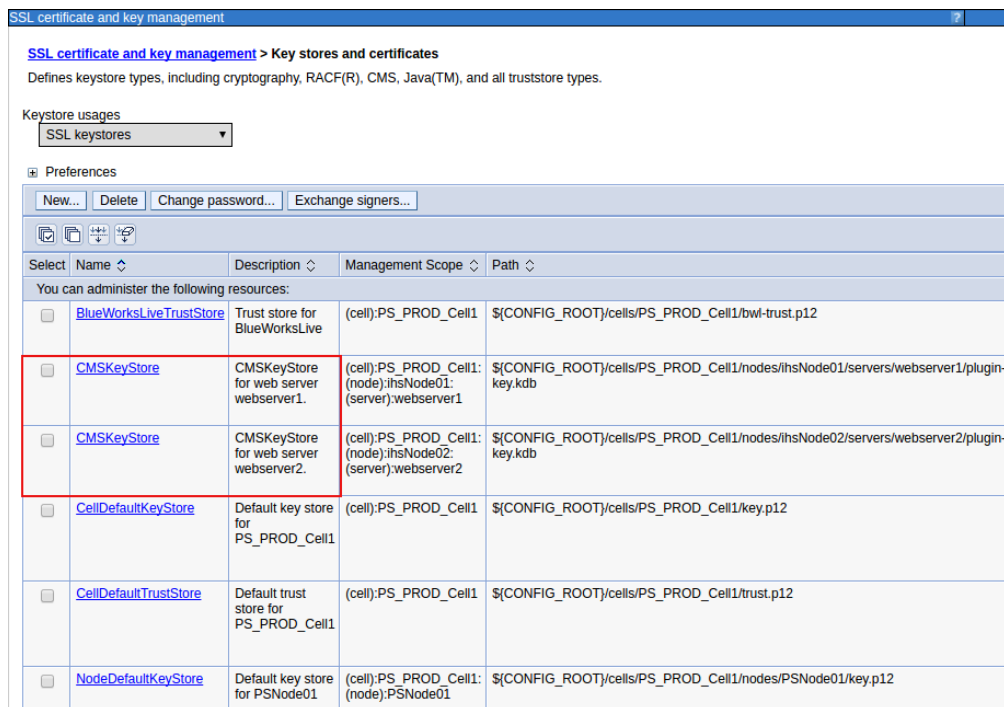 SSL certificate and key management
?
SSL certificate and key management > Key stores and certificates
Defines keystore types, including cryptography, RACF(R), CMS, Java(TM), and all truststore types.
Keystore usages
SSL keystores
Preferences
New... Delete Change password... Exchange signers...
Select Name Description Management Scope Path
You can administer the following resources:
BlueWorksLiveTrustStore Trust store for (cell):PS_PROD_Cell1 ${CONFIG_ROOT}/cells/PS_PROD_Cell1/bwl-trust.p12
BlueWorksLive
CMSKeyStore CMSKeyStore (cell):PS_PROD_Cell1: ${CONFIG_ROOT}/cells/PS_PROD_Cell1/nodes/ihsNode01/servers/webserver1/plugin-
for web server (node):ihsNode01: key.kdb
webserver1. (server):webserver1
CMSKeyStore CMSKeyStore (cell):PS_PROD_Cell1: ${CONFIG_ROOT}/cells/PS_PROD_Cell1/nodes/ihsNode02/servers/webserver2/plugin-
for web server (node):ihsNode02: key.kdb
webserver2. (server):webserver2
CellDefaultKeyStore Default key store (cell):PS_PROD_Cell1 ${CONFIG_ROOT}/cells/PS_PROD_Cell1/key.p12
for
PS_PROD_Cell1
CellDefaultTrustStore Default trust (cell):PS_PROD_Cell1 ${CONFIG_ROOT}/cells/PS_PROD_Cell1/trust.p12
store for
PS_PROD_Cell1
NodeDefaultKeyStore Default key store (cell):PS_PROD_Cell1: ${CONFIG_ROOT}/cells/PS_PROD_Cell1/nodes/PSNode01/key.p12
for PSNode01 (node):PSNode01